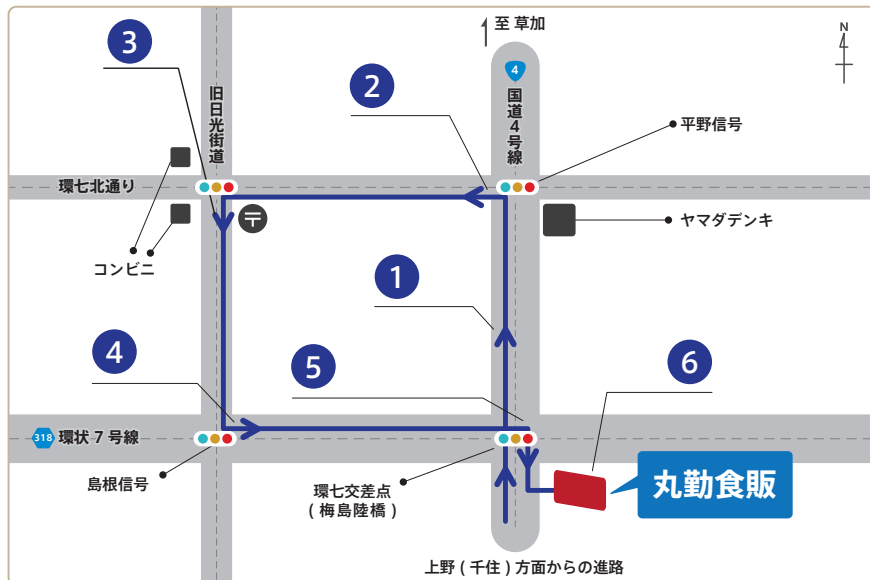 至 草加
N
3
2
4
旧日光街道
国道4号線
平野信号
環七北通り
ヤマダデンキ
コンビニ
1
4
5
6
318
環状7号線
島根信号
環七交差点
(梅島陸橋)
丸勤食販
上野(千住)方面からの進路